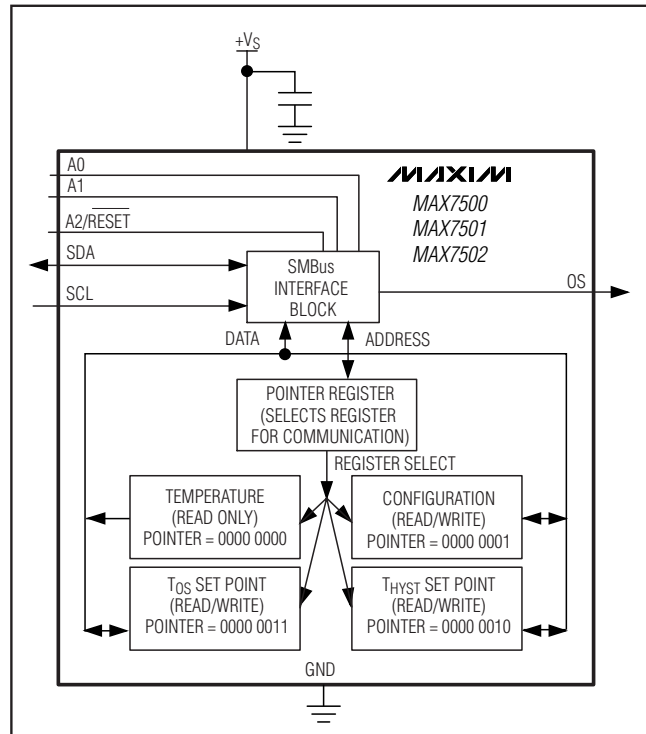 +VS
A0
A1
A2/RESET
SDA
SCL
MAXIM
MAX7500
MAX7501
MAX7502
SMBus
INTERFACE
BLOCK
OS
DATA
ADDRESS
POINTER REGISTER
(SELECTS REGISTER
FOR COMMUNICATION)
REGISTER SELECT
TEMPERATURE
(READ ONLY)
POINTER = 0000 0000
CONFIGURATION
(READ/WRITE)
POINTER = 0000 0001
TOS SET POINT
(READ/WRITE)
POINTER = 0000 0011
THYST SET POINT
(READ/WRITE)
POINTER = 0000 0010
GND